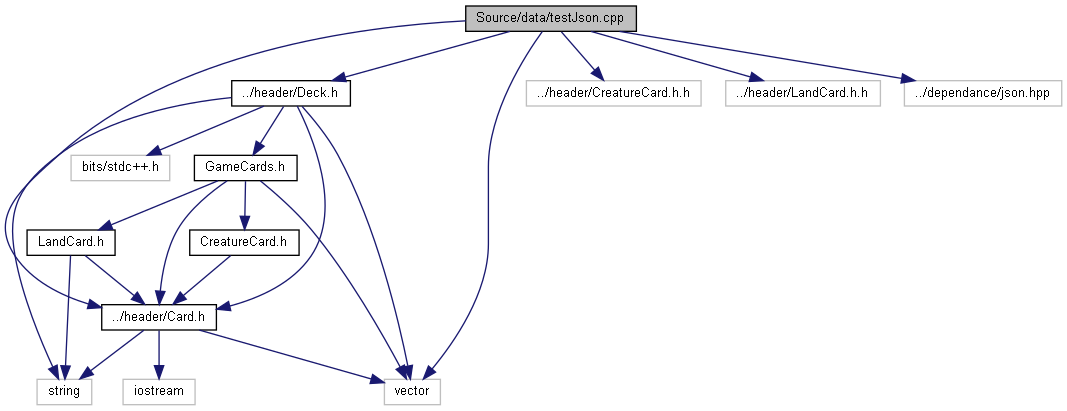 Source/data/testJson.cpp
../header/Deck.h
../header/CreatureCard.h.h
../header/LandCard.h.h
../dependance/json.hpp
bits/stdc++.h
GameCards.h
LandCard.h
CreatureCard.h
../header/Card.h
string
iostream
vector